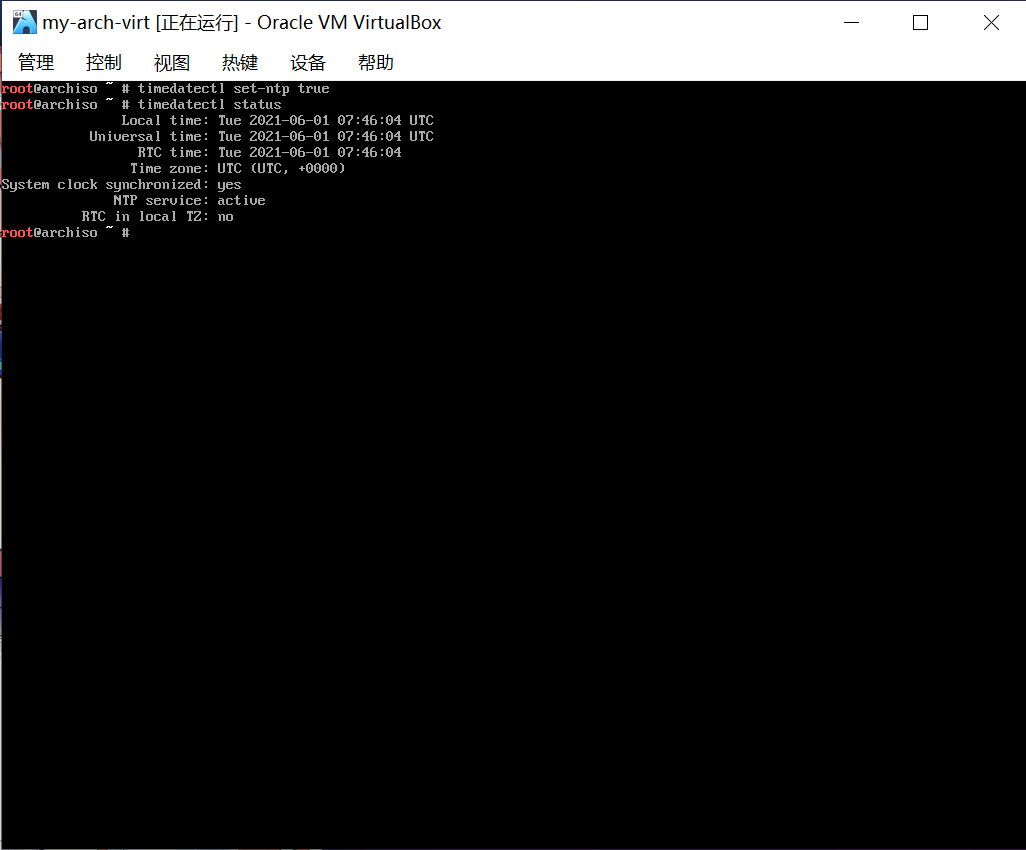 my-arch-virt [正在运行] - Oracle VM VirtualBox
管理 控制 视图 热键 设备 帮助
root@archiso ~ # timedatectl set-ntp true
root@archiso ~ # timedatectl status
Local time: Tue 2021-06-01 07:46:04 UTC
Universal time: Tue 2021-06-01 07:46:04 UTC
RTC time: Tue 2021-06-01 07:46:04
Time zone: UTC (UTC, +0000)
System clock synchronized: yes
NTP service: active
RTC in local TZ: no
root@archiso ~ #